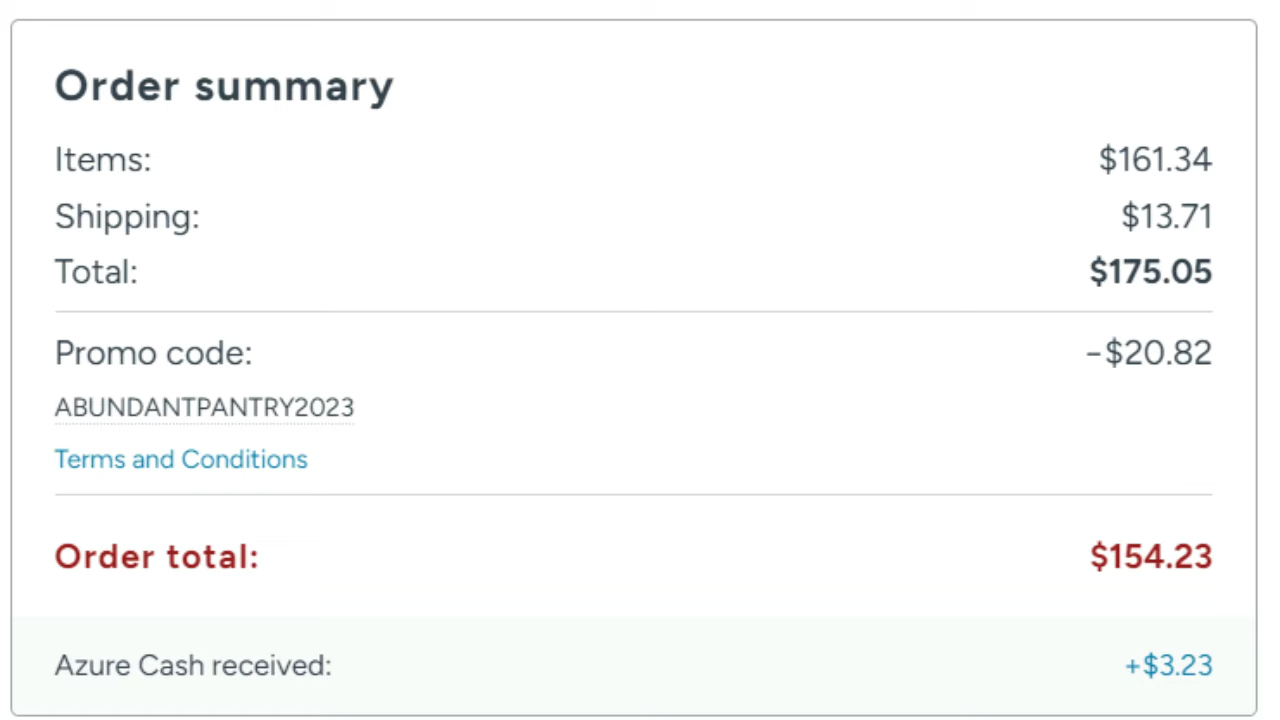 Order summary
Items: $161.34
Shipping: $13.71
Total: $175.05
Promo code: -$20.82
ABUNDANTPANTRY2023
Terms and Conditions
Order total: $154.23
Azure Cash received: +$3.23